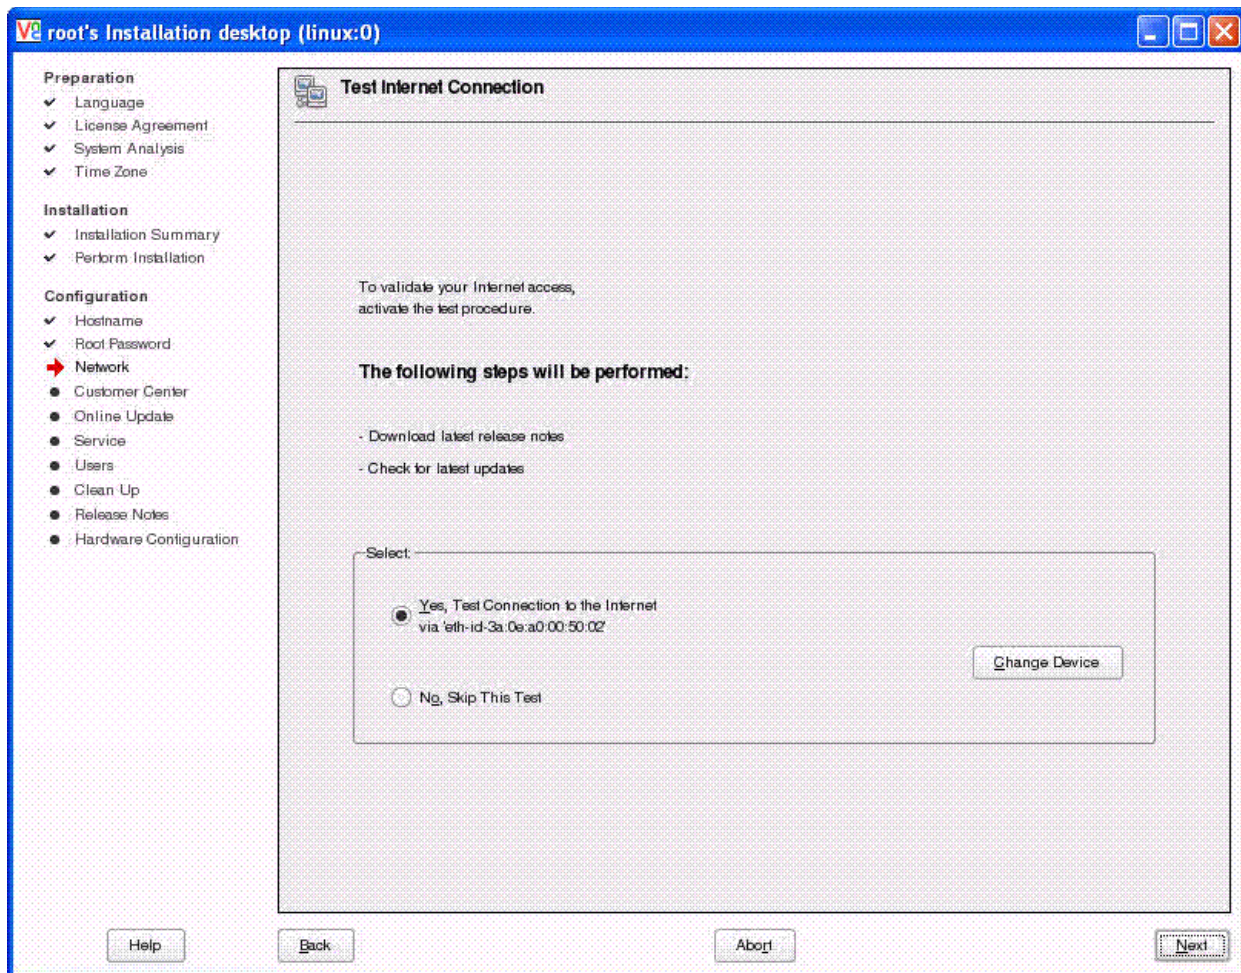 root's Installation desktop (linux:0)
Preparation
Language
License Agreement
System Analysis
Time Zone
Installation
Installation Summary
Perform Installation
Configuration
Hostname
Root Password
Network
Customer Center
Online Update
Service
Users
Clean Up
Release Notes
Hardware Configuration
Test Internet Connection
To validate your Internet access,
activate the test procedure.
The following steps will be performed:
- Download latest release notes
- Check for latest updates
Select:
Yes, Test Connection to the Internet
via 'eth-id-3a:0e:a0:00:50:02'
Change Device
No, Skip This Test
Help
Back
Abort
Next